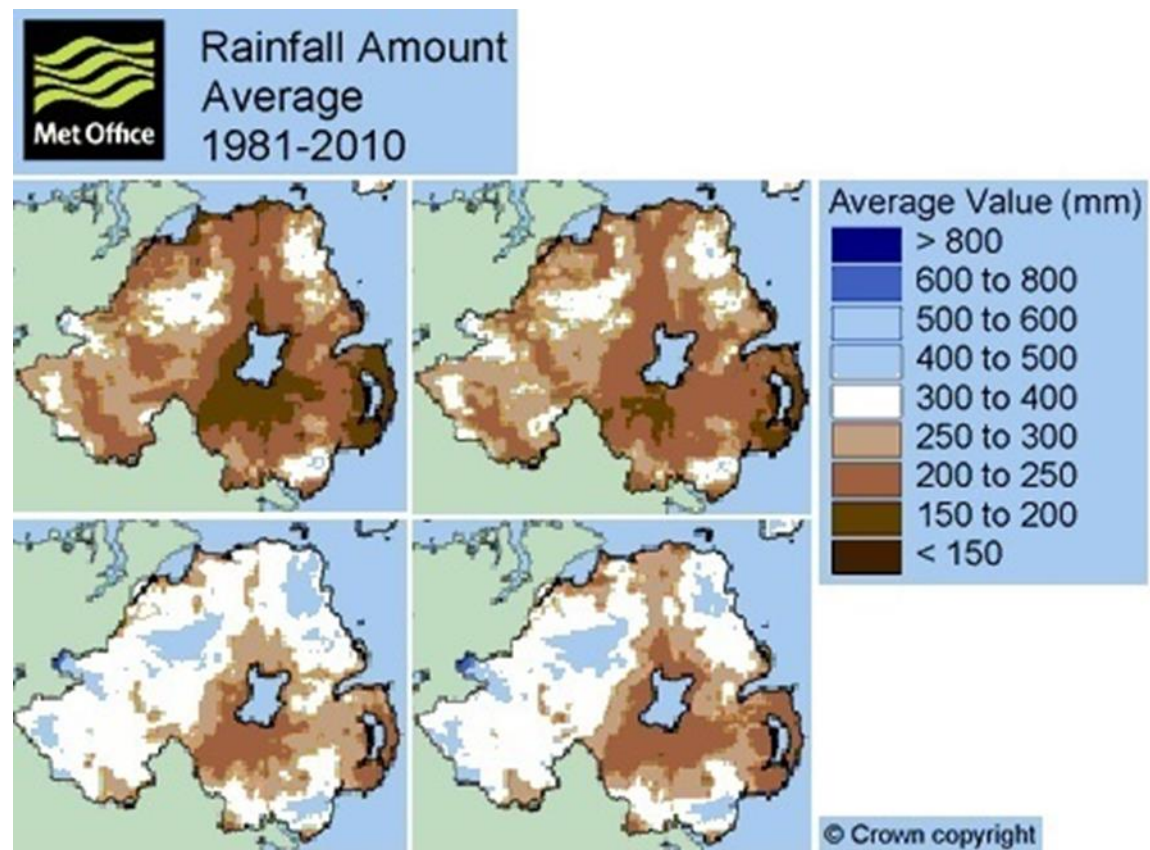 Met Office
Rainfall Amount
Average
1981-2010
Average Value (mm)
> 800
600 to 800
500 to 600
400 to 500
300 to 400
250 to 300
200 to 250
150 to 200
< 150
© Crown copyright